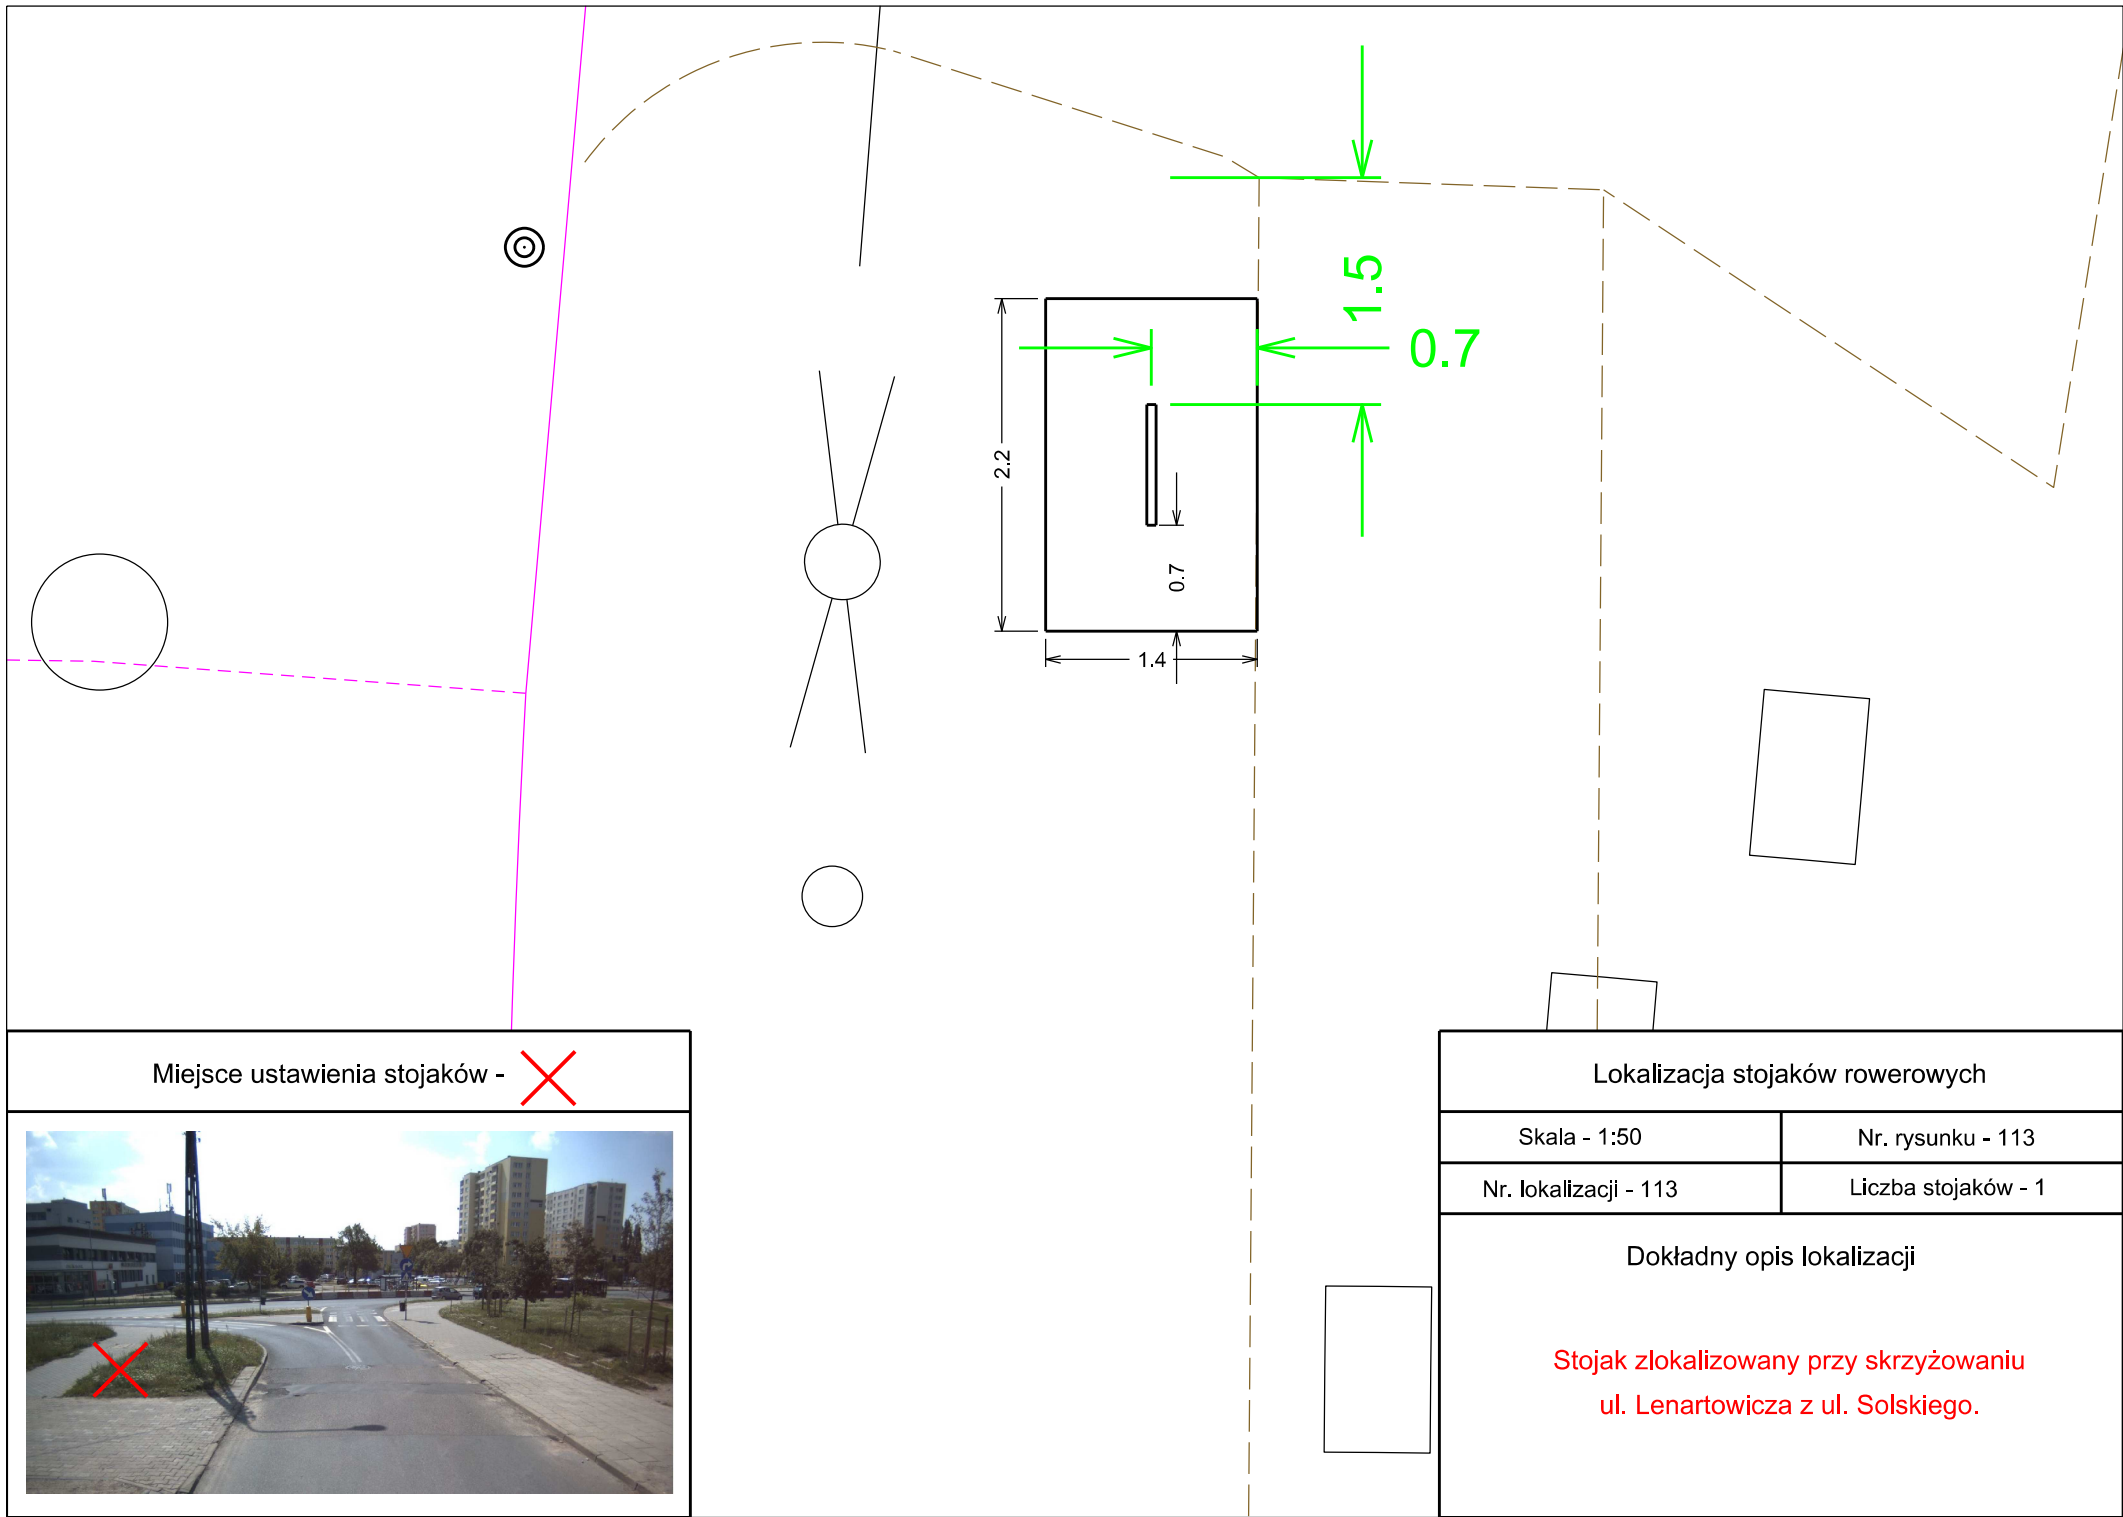 1.5
0.7
2.2
0.7
1.4
Miejsce ustawienia stojaków -
Lokalizacja stojaków rowerowych
Skala - 1:50
Nr. rysunku - 113
Nr. lokalizacji - 113
Liczba stojaków - 1
Dokładny opis lokalizacji
Stojak zlokalizowany przy skrzyżowaniu
ul. Lenartowicza z ul. Solskiego.